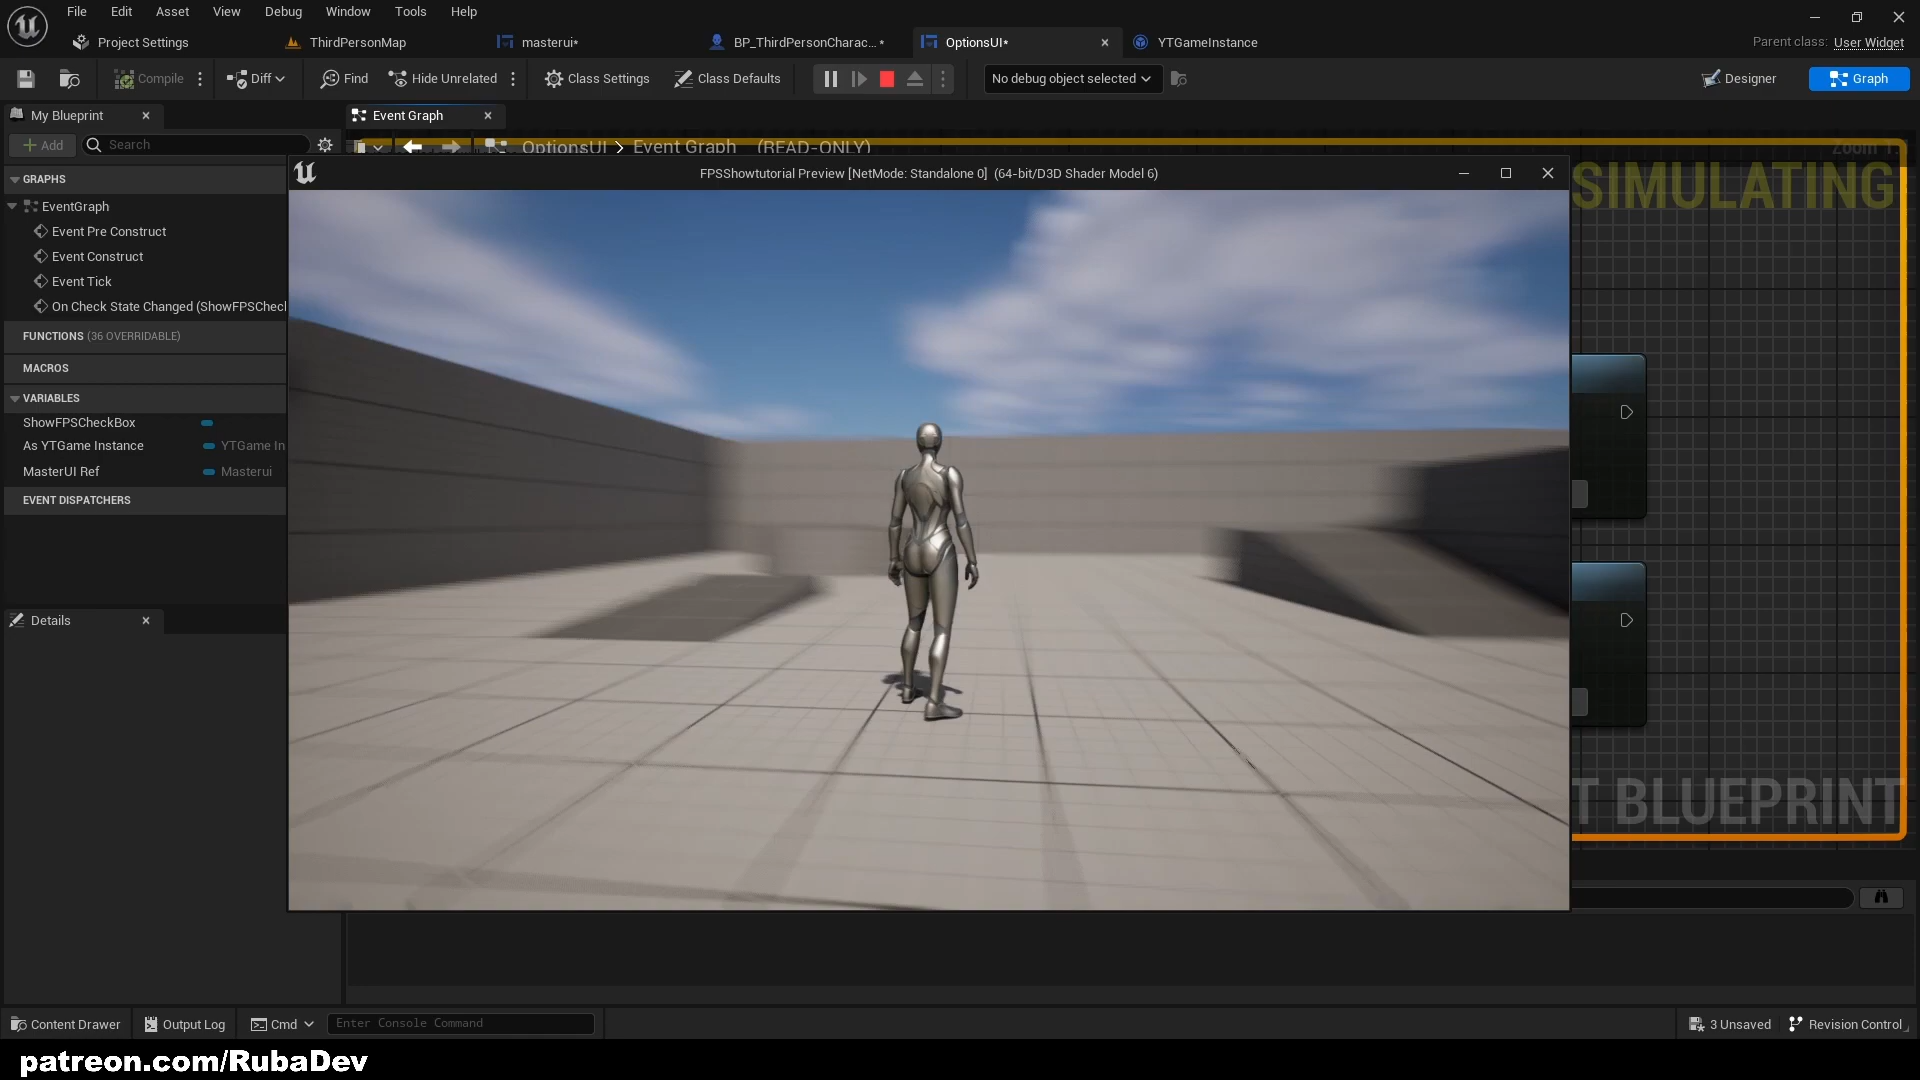 File Edit Asset View Debug Window Tools Help
Project Settings ThirdPersonMap masterui* BP_ThirdPersonCharac...* OptionsUI* YTGameInstance Parent class: User Widget
Compile Diff Find Hide Unrelated Class Settings Class Defaults No debug object selected Designer Graph
My Blueprint Event Graph
Add Search OptionsUI > Event Graph (READ-ONLY)
FPSShowtutorial Preview [NetMode: Standalone 0] (64-bit/D3D Shader Model 6)
SIMULATING
GRAPHS
EventGraph
Event Pre Construct
Event Construct
Event Tick
On Check State Changed (ShowFPSChec
FUNCTIONS (36 OVERRIDABLE)
MACROS
VARIABLES
ShowFPSCheckBox
As YTGame Instance YTGame In
MasterUI Ref Masterui
EVENT DISPATCHERS
Details
T BLUEPRINT
Content Drawer Output Log Cmd Enter Console Command 3 Unsaved Revision Control
patreon.com/RubaDev